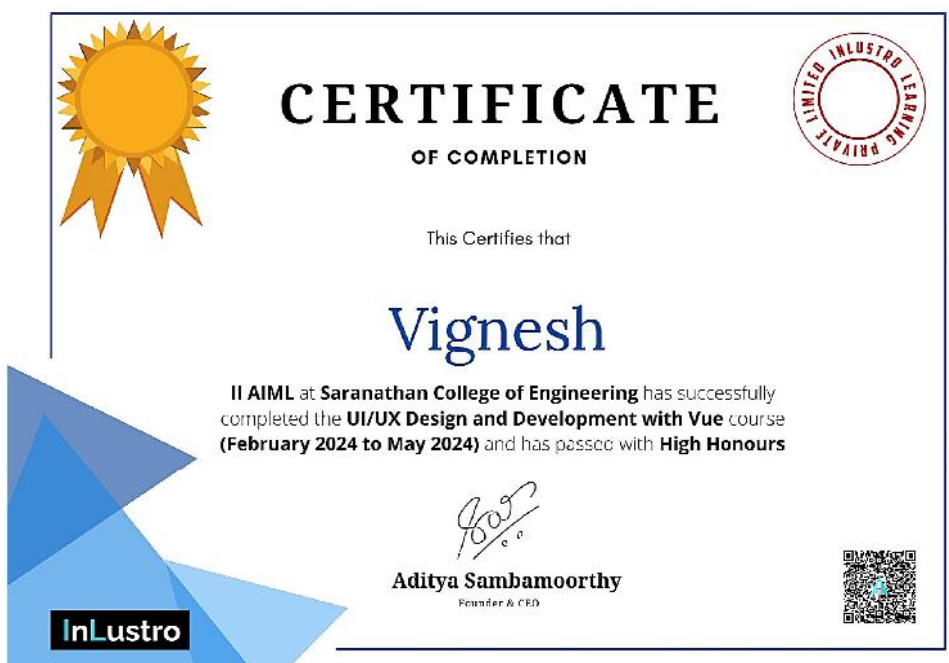 CERTIFICATE
INLUSTRO LEARNING PRIVATE LIMITED
OF COMPLETION
This Certifies that
Vignesh
II AIML at Saranathan College of Engineering has successfully
completed the UI/UX Design and Development with Vue course
(February 2024 to May 2024) and has passed with High Honours
Aditya Sambamoorthy
Founder & CEO
InLustro